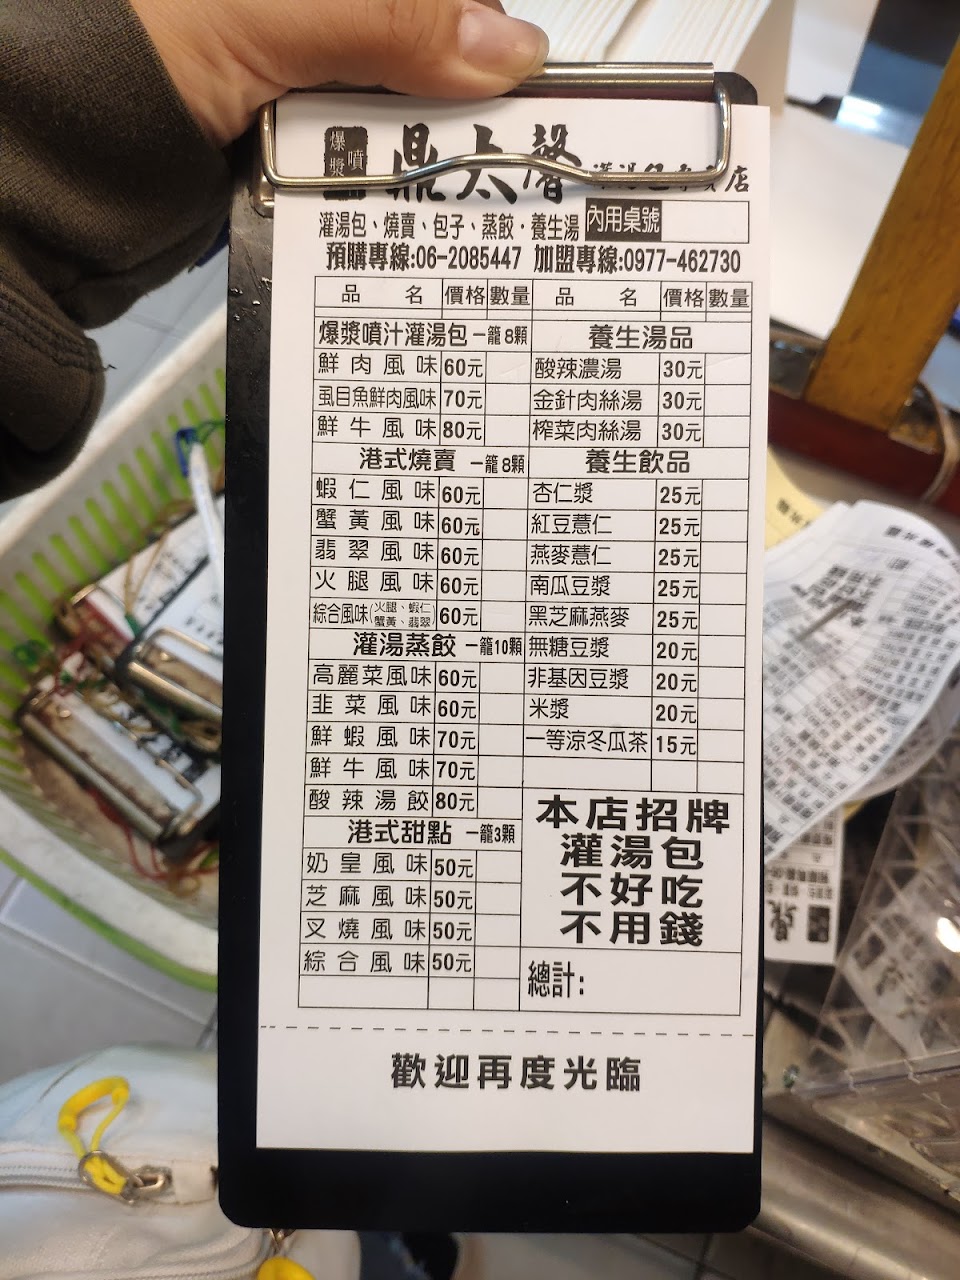 爆漿噴
鼎太馨 灌湯包專賣店
灌湯包、燒賣、包子、蒸餃・養生湯 內用桌號
預購專線:06-2085447 加盟專線:0977-462730
品名 價格 數量 品名 價格 數量
爆漿噴汁灌湯包 一籠8顆
鮮肉風味 60元
虱目魚鮮肉風味 70元
鮮牛風味 80元
港式燒賣 一籠8顆
蝦仁風味 60元
蟹黃風味 60元
翡翠風味 60元
火腿風味 60元
綜合風味(火腿、蝦仁 蟹黃、翡翠) 60元
灌湯蒸餃 一籠10顆
高麗菜風味 60元
韭菜風味 60元
鮮蝦風味 70元
鮮牛風味 70元
酸辣湯餃 80元
港式甜點 一籠3顆
奶皇風味 50元
芝麻風味 50元
叉燒風味 50元
綜合風味 50元
養生湯品
酸辣濃湯 30元
金針肉絲湯 30元
榨菜肉絲湯 30元
養生飲品
杏仁漿 25元
紅豆薏仁 25元
燕麥薏仁 25元
南瓜豆漿 25元
黑芝麻燕麥 25元
無糖豆漿 20元
非基因豆漿 20元
米漿 20元
一等涼冬瓜茶 15元
本店招牌
灌湯包
不好吃
不用錢
總計:
歡迎再度光臨